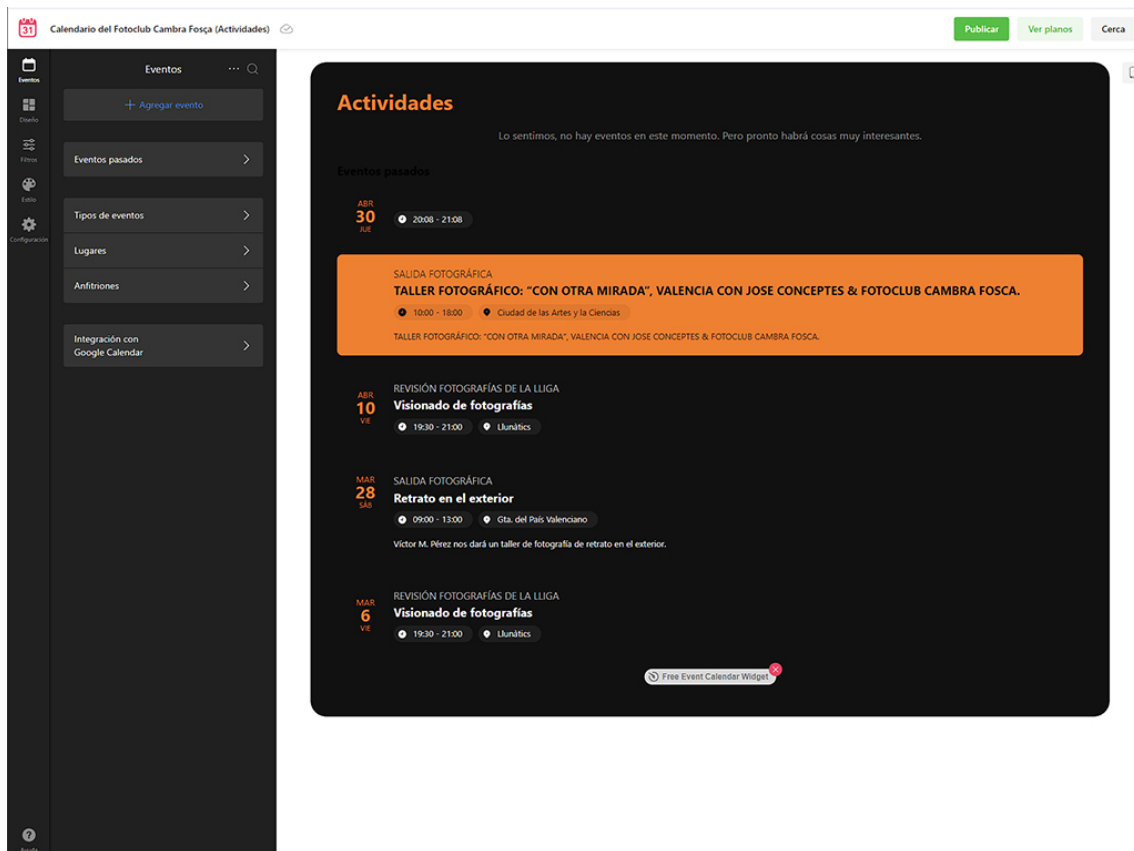 31
Calendario del Fotoclub Cambra Fosça (Actividades)
Publicar
Ver planos
Cerca
Eventos
Diseño
Filtros
Estilo
Configuración
Eventos
+ Agregar evento
Eventos pasados
Tipos de eventos
Lugares
Anfitriones
Integración con
Google Calendar
Actividades
Lo sentimos, no hay eventos en este momento. Pero pronto habrá cosas muy interesantes.
Eventos pasados
ABR
30
JUE
20:08 - 21:08
SALIDA FOTOGRÁFICA
TALLER FOTOGRÁFICO: “CON OTRA MIRADA”, VALENCIA CON JOSE CONCEPTES & FOTOCLUB CAMBRA FOSCA.
10:00 - 18:00
Ciudad de las Artes y la Ciencias
TALLER FOTOGRÁFICO: “CON OTRA MIRADA”, VALENCIA CON JOSE CONCEPTES & FOTOCLUB CAMBRA FOSCA.
ABR
10
VIE
REVISIÓN FOTOGRAFÍAS DE LA LLIGA
Visionado de fotografías
19:30 - 21:00
Llunátics
MAR
28
SÁB
SALIDA FOTOGRÁFICA
Retrato en el exterior
09:00 - 13:00
Gta. del País Valenciano
Víctor M. Pérez nos dará un taller de fotografía de retrato en el exterior.
MAR
6
VIE
REVISIÓN FOTOGRAFÍAS DE LA LLIGA
Visionado de fotografías
19:30 - 21:00
Llunátics
Free Event Calendar Widget